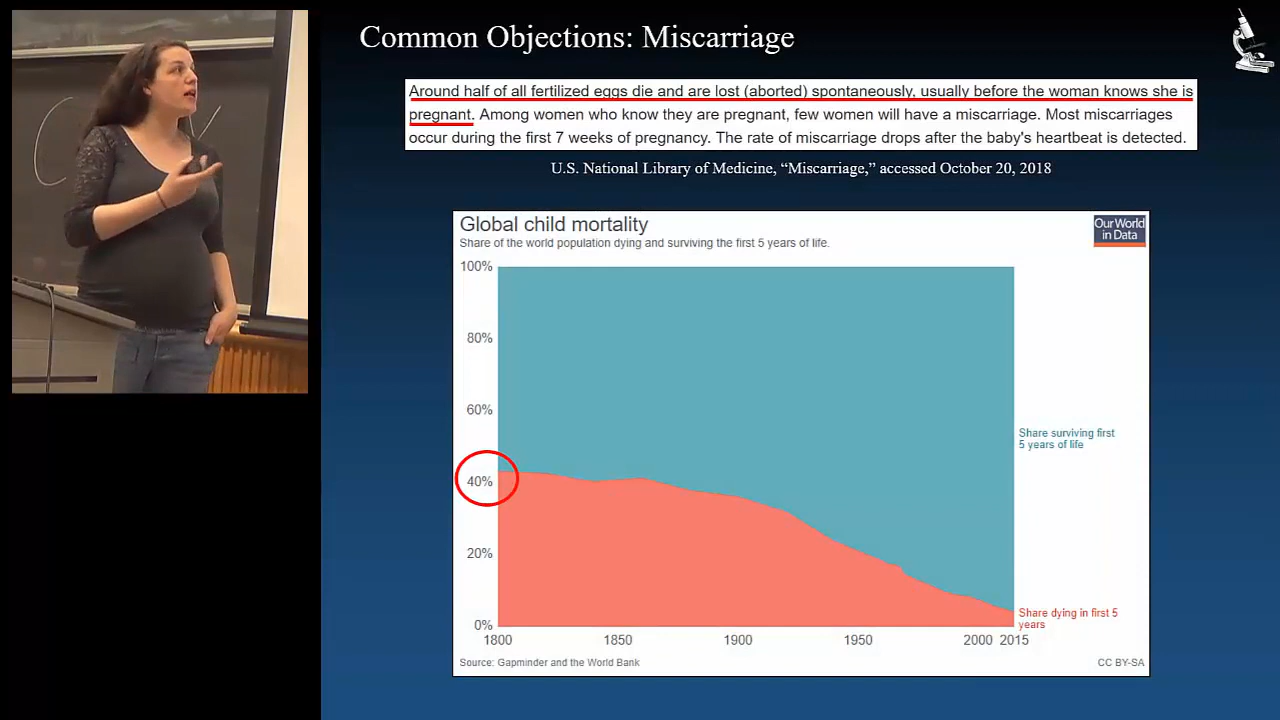 Common Objections: Miscarriage
Around half of all fertilized eggs die and are lost (aborted) spontaneously, usually before the woman knows she is
pregnant. Among women who know they are pregnant, few women will have a miscarriage. Most miscarriages
occur during the first 7 weeks of pregnancy. The rate of miscarriage drops after the baby's heartbeat is detected.
U.S. National Library of Medicine, “Miscarriage,” accessed October 20, 2018
Global child mortality
Share of the world population dying and surviving the first 5 years of life.
Our World
in Data
100%
80%
60%
40%
20%
0%
Share surviving first
5 years of life
Share dying in first 5
years
1800 1850 1900 1950 2000 2015
Source: Gapminder and the World Bank
CC BY-SA